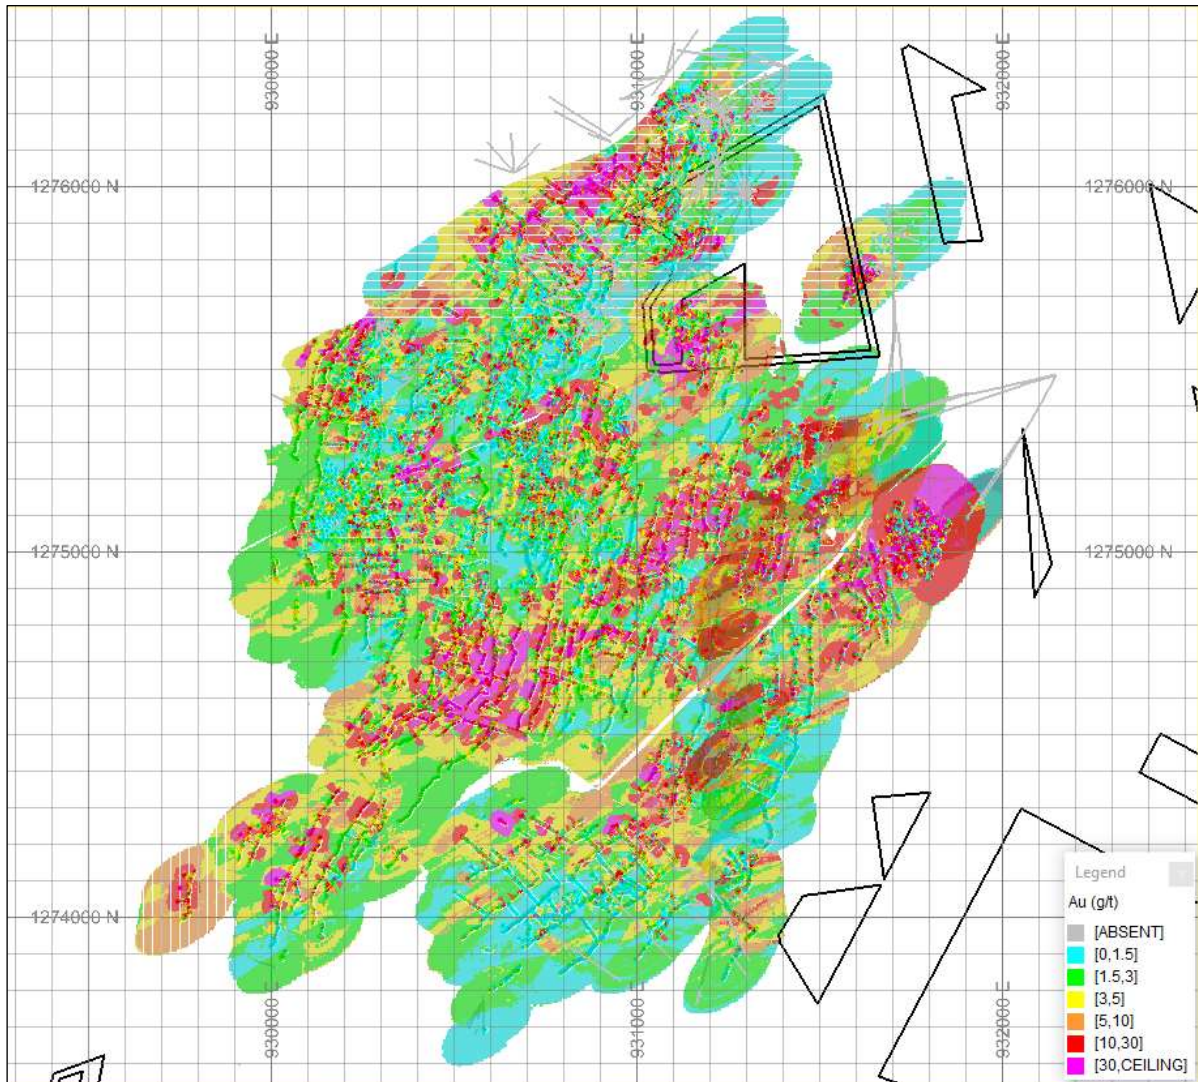 930000 E
931000 E
932000 E
1276000 N
1276000 N
1275000 N
1275000 N
1274000 N
930000 E
931000 E
932000 E
Legend
Au (g/t)
[ABSENT]
[0,1.5]
[1.5,3]
[3,5]
[5,10]
[10,30]
[30,CEILING]